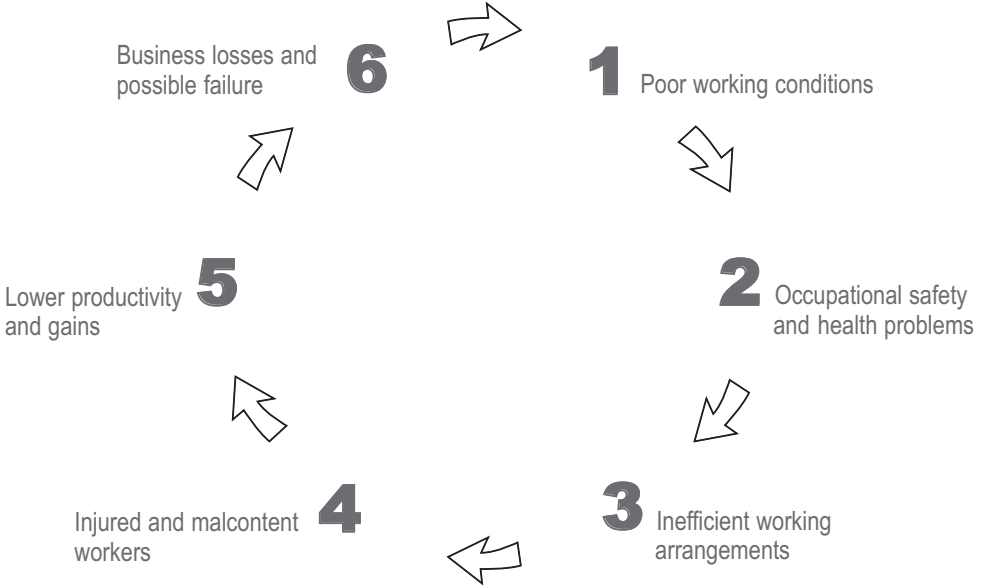 1 Poor working conditions
2 Occupational safety
and health problems
3 Inefficient working
arrangements
4 Injured and malcontent
workers
5 Lower productivity
and gains
6 Business losses and
possible failure